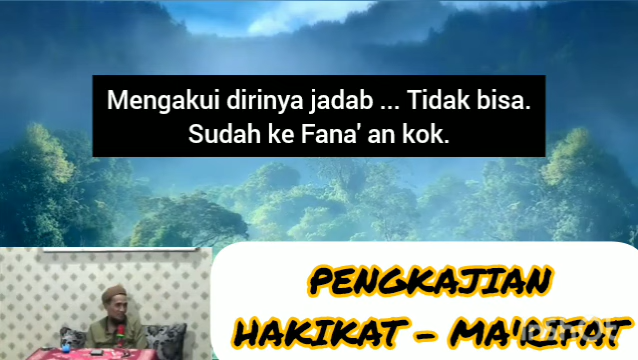 Mengakui dirinya jadab ... Tidak bisa.
Sudah ke Fana' an kok.
PENGKAJIAN
HAKIKAT - MA'RIFAT